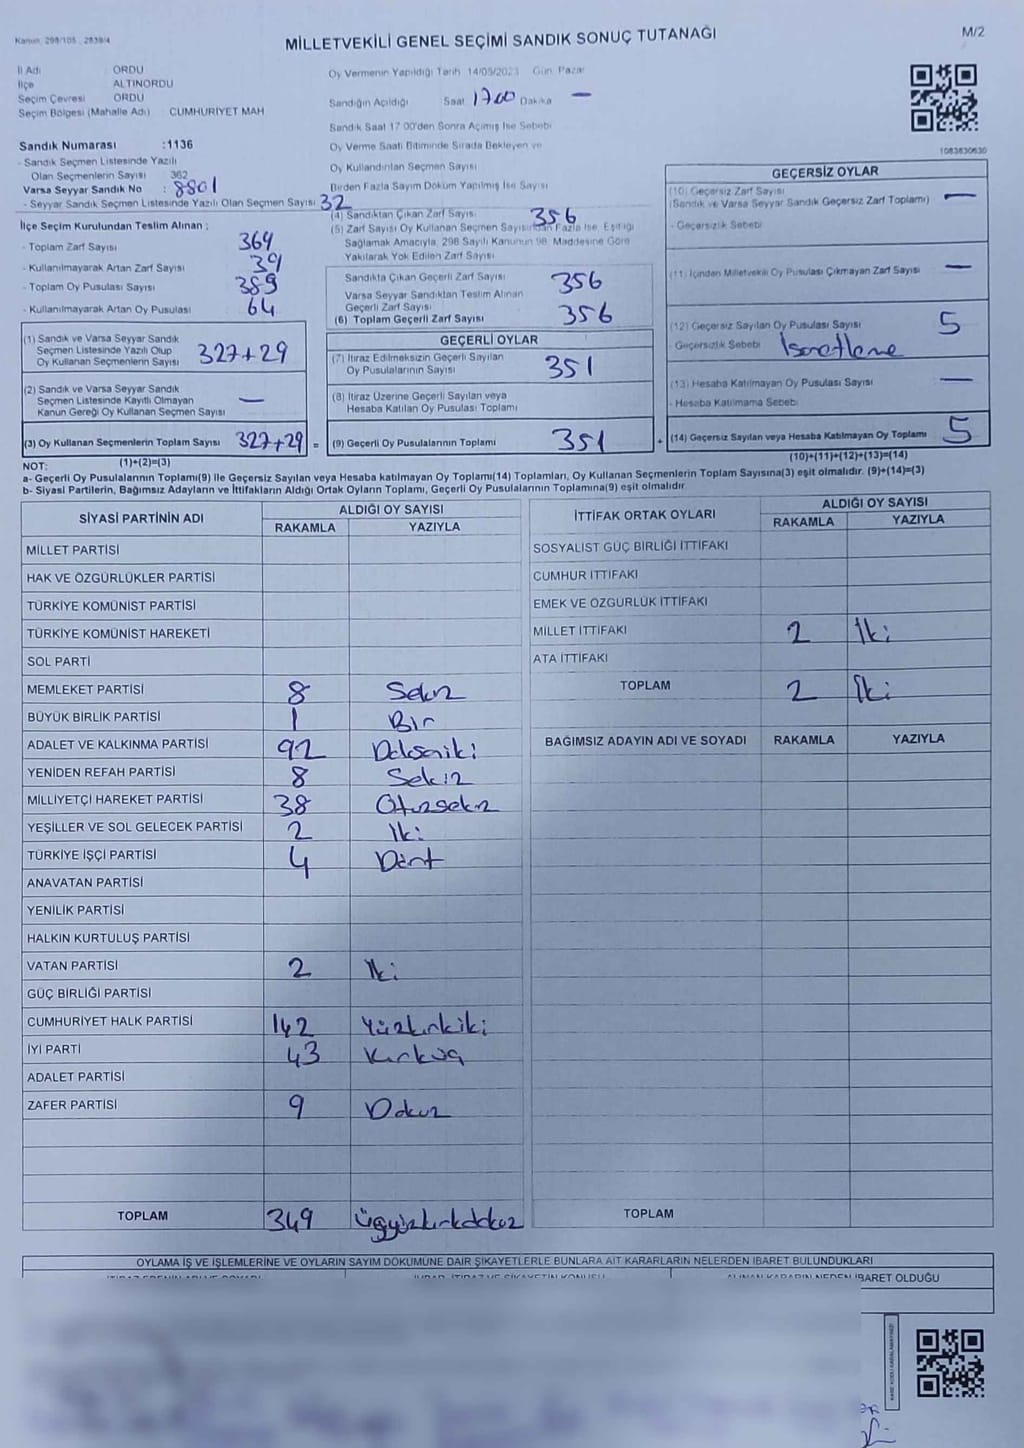 Kanun: 298/105 , 2839/4
MİLLETVEKİLİ GENEL SEÇİMİ SANDIK SONUÇ TUTANAĞI
M/2
İl Adı ORDU
İlçe ALTINORDU
Seçim Çevresi ORDU
Seçim Bölgesi (Mahalle Adı) CUMHURİYET MAH
Sandık Numarası :1136
- Sandık Seçmen Listesinde Yazılı
Olan Seçmenlerin Sayısı 362
Varsa Seyyar Sandık No : 8801
- Seyyar Sandık Seçmen Listesinde Yazılı Olan Seçmen Sayısı 32
İlçe Seçim Kurulundan Teslim Alınan ;
- Toplam Zarf Sayısı 364
- Kullanılmayarak Artan Zarf Sayısı 39
- Toplam Oy Pusulası Sayısı 389
- Kullanılmayarak Artan Oy Pusulası 64
(1) Sandık ve Varsa Seyyar Sandık
Seçmen Listesinde Yazılı Olup
Oy Kullanan Seçmenlerin Sayısı 327+29
(2) Sandık ve Varsa Seyyar Sandık
Seçmen Listesinde Kayıtlı Olmayan
Kanun Gereği Oy Kullanan Seçmen Sayısı —
(3) Oy Kullanan Seçmenlerin Toplam Sayısı 327+29 =
(1)+(2)=(3)
Oy Vermenin Yapıldığı Tarih 14/05/2023 Gün: Pazar
Sandığın Açıldığı Saat 1700 Dakika —
Sandık Saat 17:00'den Sonra Açılmış İse Sebebi
Oy Verme Saati Bitiminde Sırada Bekleyen ve
Oy Kullandırılan Seçmen Sayısı
Birden Fazla Sayım Döküm Yapılmış İse Sayısı
(4) Sandıktan Çıkan Zarf Sayısı 356
(5) Zarf Sayısı Oy Kullanan Seçmen Sayısından Fazla İse, Eşitliği
Sağlamak Amacıyla, 298 Sayılı Kanunun 98. Maddesine Göre
Yakılarak Yok Edilen Zarf Sayısı
Sandıkta Çıkan Geçerli Zarf Sayısı 356
Varsa Seyyar Sandıktan Teslim Alınan
Geçerli Zarf Sayısı
(6) Toplam Geçerli Zarf Sayısı 356
GEÇERLİ OYLAR
(7) İtiraz Edilmeksizin Geçerli Sayılan
Oy Pusulalarının Sayısı 351
(8) İtiraz Üzerine Geçerli Sayılan veya
Hesaba Katılan Oy Pusulası Toplamı
(9) Geçerli Oy Pusulalarının Toplamı 351 +
1083830630
GEÇERSİZ OYLAR
(10) Geçersiz Zarf Sayısı
(Sandık ve Varsa Seyyar Sandık Geçersiz Zarf Toplamı) —
- Geçersizlik Sebebi
(11) İçinden Milletvekili Oy Pusulası Çıkmayan Zarf Sayısı —
(12) Geçersiz Sayılan Oy Pusulası Sayısı 5
- Geçersizlik Sebebi İşaretleme
(13) Hesaba Katılmayan Oy Pusulası Sayısı —
- Hesaba Katılmama Sebebi
(14) Geçersiz Sayılan veya Hesaba Katılmayan Oy Toplamı 5
(10)+(11)+(12)+(13)=(14)
NOT:
a- Geçerli Oy Pusulalarının Toplamı(9) ile Geçersiz Sayılan veya Hesaba katılmayan Oy Toplamı(14) Toplamları, Oy Kullanan Seçmenlerin Toplam Sayısına(3) eşit olmalıdır. (9)+(14)=(3)
b- Siyasi Partilerin, Bağımsız Adayların ve İttifakların Aldığı Ortak Oyların Toplamı, Geçerli Oy Pusulalarının Toplamına(9) eşit olmalıdır
SİYASİ PARTİNİN ADI ALDIĞI OY SAYISI
RAKAMLA YAZIYLA
MİLLET PARTİSİ
HAK VE ÖZGÜRLÜKLER PARTİSİ
TÜRKİYE KOMÜNİST PARTİSİ
TÜRKİYE KOMÜNİST HAREKETİ
SOL PARTİ
MEMLEKET PARTİSİ 8 Sekiz
BÜYÜK BİRLİK PARTİSİ 1 Bir
ADALET VE KALKINMA PARTİSİ 92 Doksaniki
YENİDEN REFAH PARTİSİ 8 Sekiz
MİLLİYETÇİ HAREKET PARTİSİ 38 Otuzsekiz
YEŞİLLER VE SOL GELECEK PARTİSİ 2 İki
TÜRKİYE İŞÇİ PARTİSİ 4 Dört
ANAVATAN PARTİSİ
YENİLİK PARTİSİ
HALKIN KURTULUŞ PARTİSİ
VATAN PARTİSİ 2 İki
GÜÇ BİRLİĞİ PARTİSİ
CUMHURİYET HALK PARTİSİ 142 Yüzkırkiki
İYİ PARTİ 43 Kırküç
ADALET PARTİSİ
ZAFER PARTİSİ 9 Dokuz
TOPLAM 349 Üçyüzkırkdokuz
İTTİFAK ORTAK OYLARI ALDIĞI OY SAYISI
RAKAMLA YAZIYLA
SOSYALİST GÜÇ BİRLİĞİ İTTİFAKI
CUMHUR İTTİFAKI
EMEK VE ÖZGÜRLÜK İTTİFAKI
MİLLET İTTİFAKI 2 İki
ATA İTTİFAKI
TOPLAM 2 İki
BAĞIMSIZ ADAYIN ADI VE SOYADI RAKAMLA YAZIYLA
TOPLAM
OYLAMA İŞ VE İŞLEMLERİNE VE OYLARIN SAYIM DÖKÜMÜNE DAİR ŞİKAYETLERLE BUNLARA AİT KARARLARIN NELERDEN İBARET BULUNDUKLARI
ALINAN KARARIN NEDEN İBARET OLDUĞU